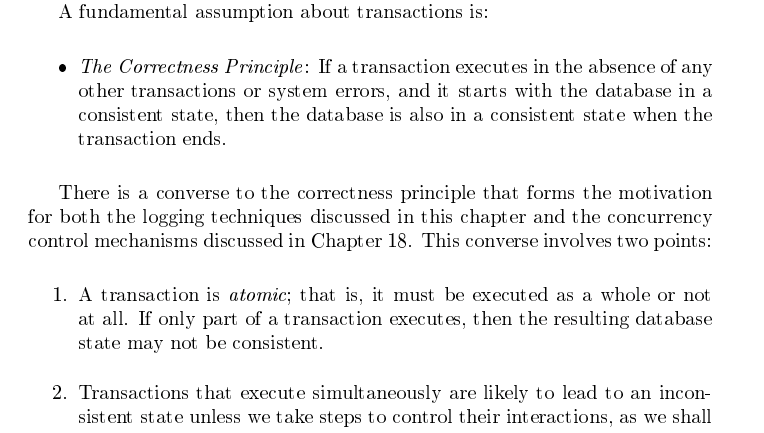 A fundamental assumption about transactions is:
• The Correctness Principle: If a transaction executes in the absence of any
other transactions or system errors, and it starts with the database in a
consistent state, then the database is also in a consistent state when the
transaction ends.
There is a converse to the correctness principle that forms the motivation
for both the logging techniques discussed in this chapter and the concurrency
control mechanisms discussed in Chapter 18. This converse involves two points:
1. A transaction is atomic; that is, it must be executed as a whole or not
at all. If only part of a transaction executes, then the resulting database
state may not be consistent.
2. Transactions that execute simultaneously are likely to lead to an incon-
sistent state unless we take steps to control their interactions, as we shall